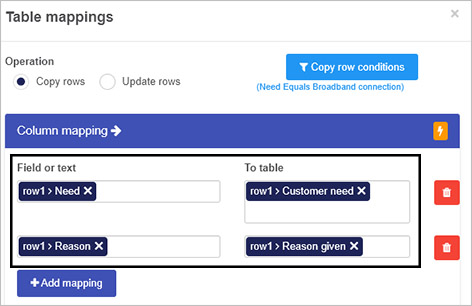 Table mappings ×
Operation
Copy rows Update rows
Copy row conditions
(Need Equals Broadband connection)
Column mapping →
Field or text To table
row1 > Need × row1 > Customer need ×
row1 > Reason × row1 > Reason given ×
+ Add mapping